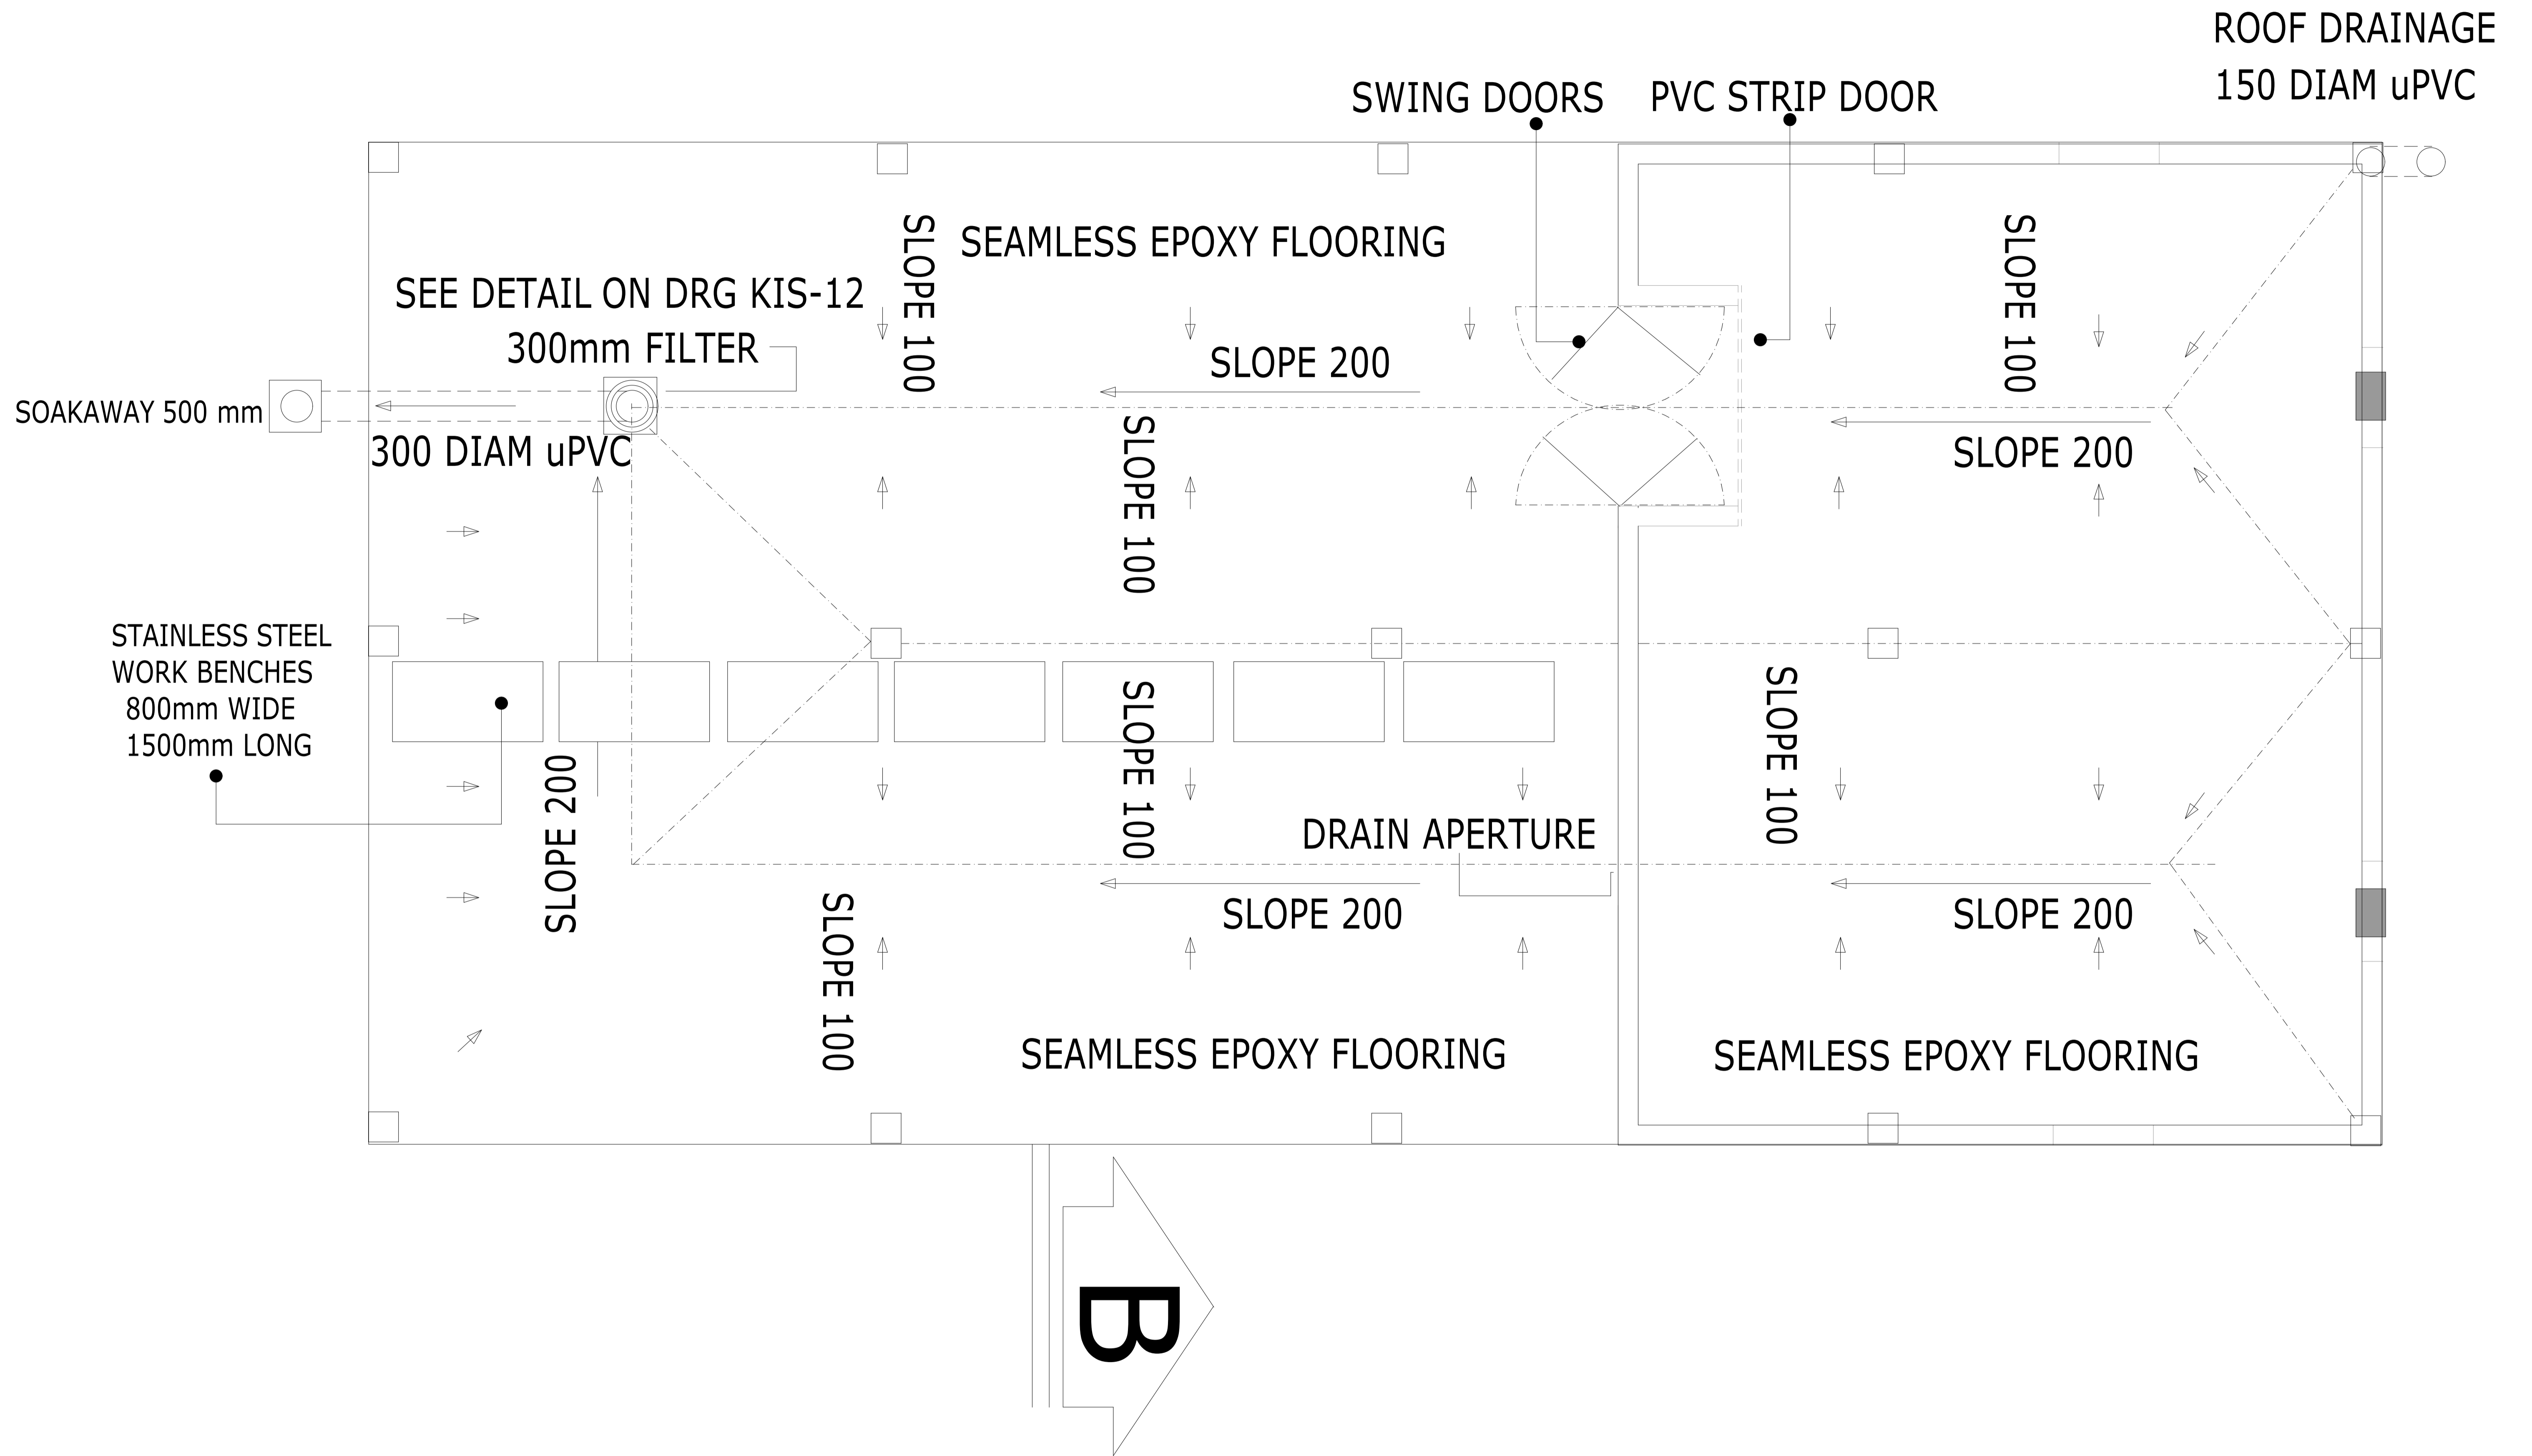 ROOF DRAINAGE
150 DIAM uPVC
SWING DOORS
PVC STRIP DOOR
SLOPE 100
SEAMLESS EPOXY FLOORING
SLOPE 100
SEE DETAIL ON DRG KIS-12
300mm FILTER
SLOPE 200
SOAKAWAY 500 mm
300 DIAM uPVC
SLOPE 100
SLOPE 200
STAINLESS STEEL
WORK BENCHES
800mm WIDE
1500mm LONG
SLOPE 200
SLOPE 100
SLOPE 100
DRAIN APERTURE
SLOPE 100
SLOPE 200
SLOPE 200
SEAMLESS EPOXY FLOORING
SEAMLESS EPOXY FLOORING
B